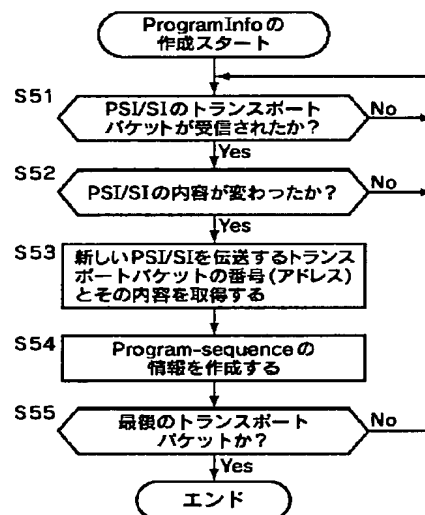 ProgramInfoの
作成スタート
S51
PSI/SIのトランスポート
パケットが受信されたか?
No
Yes
S52
PSI/SIの内容が変わったか?
No
Yes
S53
新しいPSI/SIを伝送するトランス
ポートパケットの番号(アドレス)
とその内容を取得する
S54
Program-sequenceの
情報を作成する
S55
最後のトランスポート
パケットか?
No
Yes
エンド